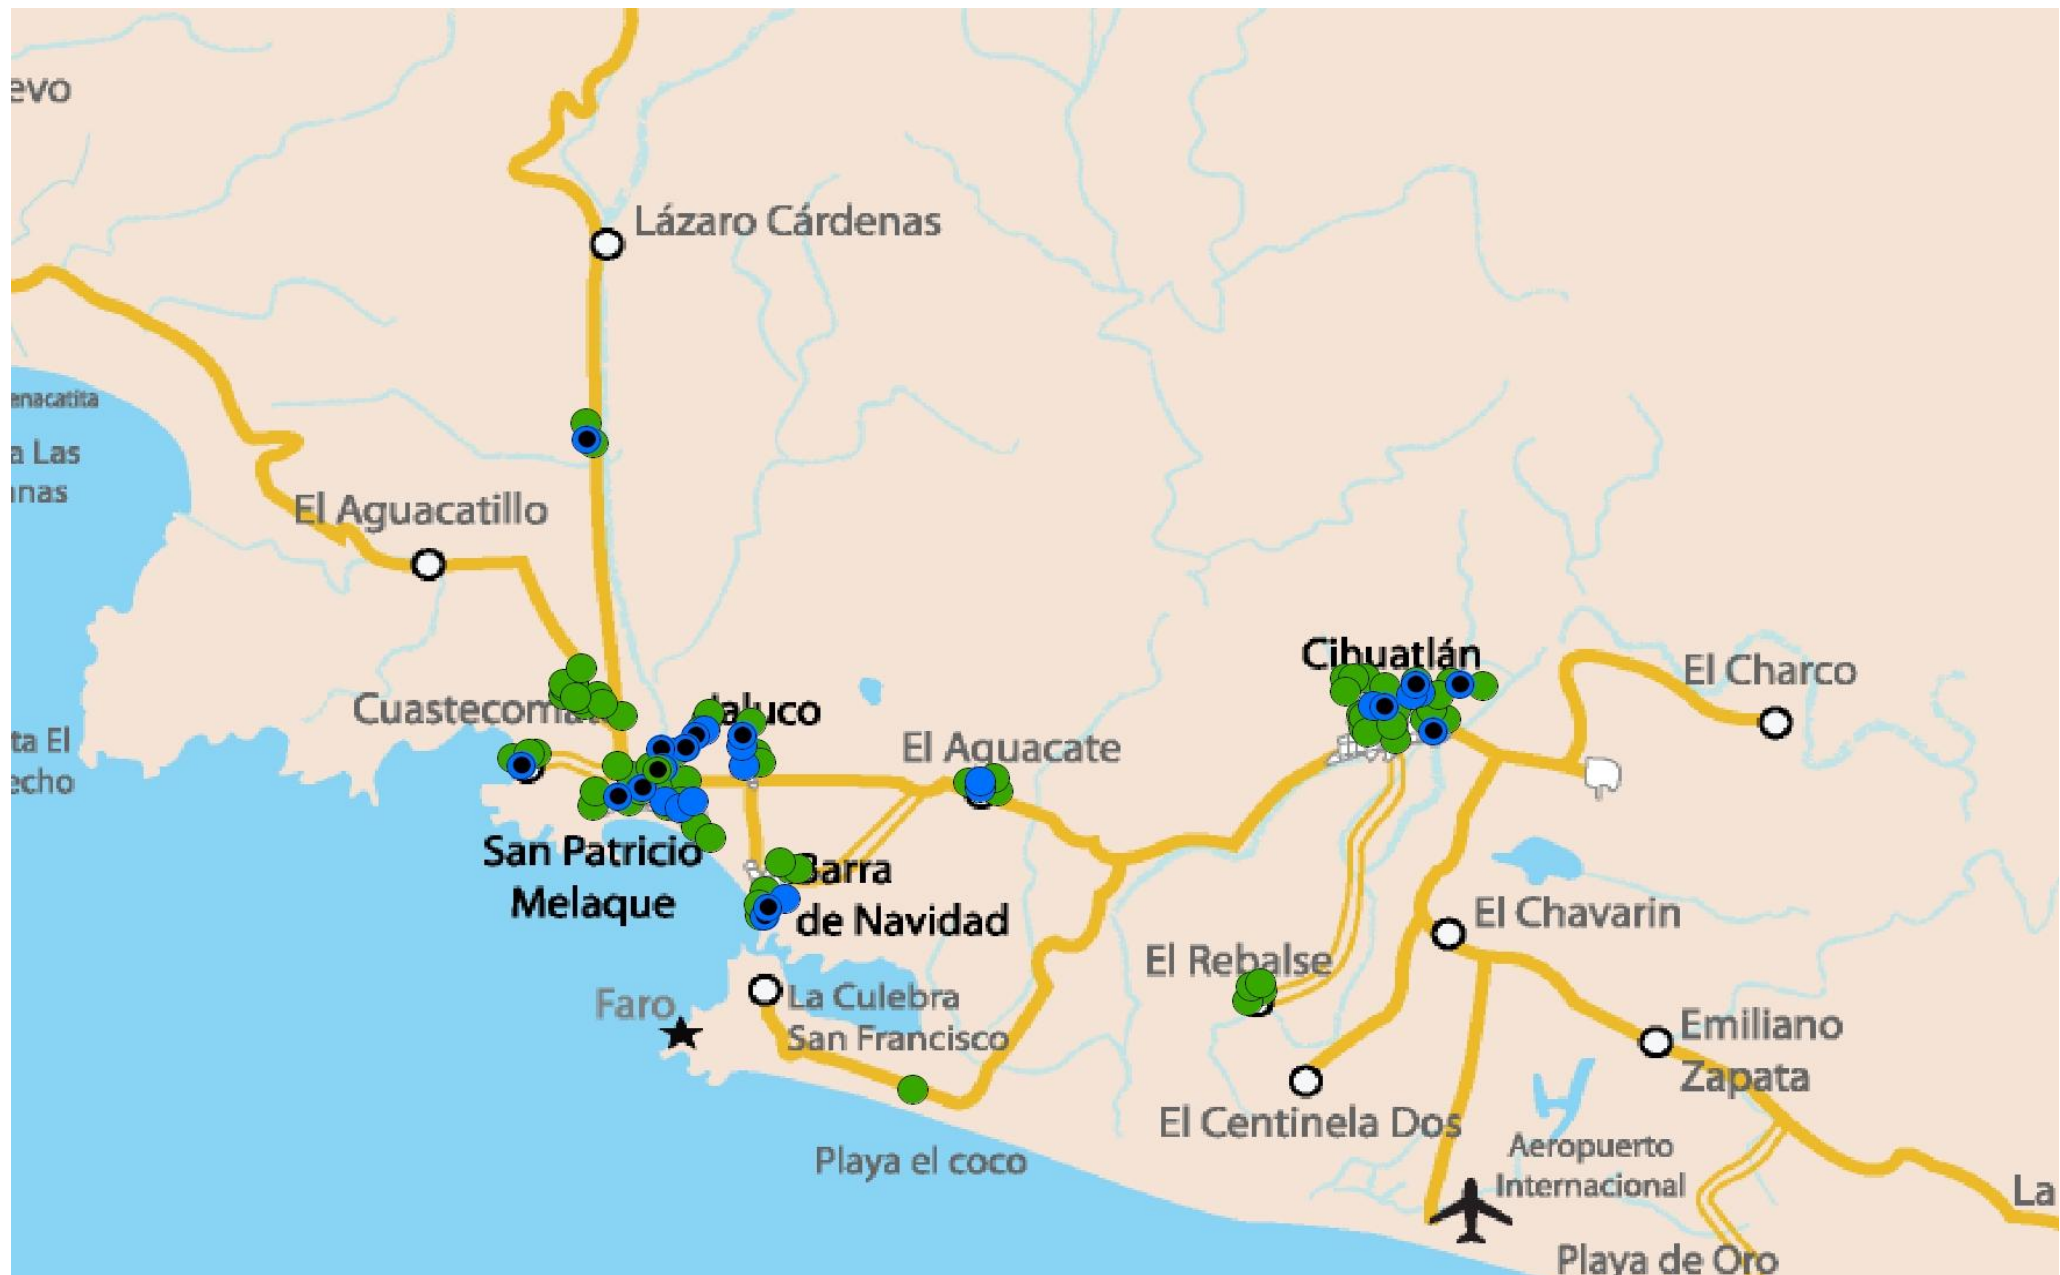 evo
Lázaro Cárdenas
enacatita
a Las
nas
El Aguacatillo
Cihuatlán
El Charco
Cuastecoma
Jaluco
ta El
echo
El Aguacate
San Patricio
Melaque
Barra
de Navidad
El Chavarin
El Rebalse
Faro
La Culebra
San Francisco
Emiliano
Zapata
El Centinela Dos
Playa el coco
Aeropuerto
Internacional
La
Playa de Oro